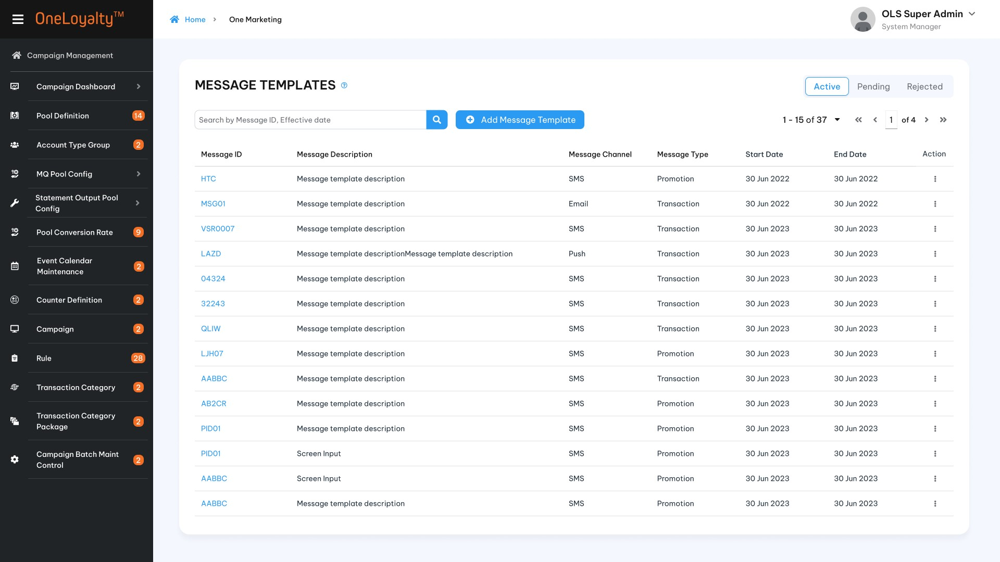 OneLoyalty™
Home
One Marketing
OLS Super Admin
System Manager
Campaign Management
Campaign Dashboard
Pool Definition 14
Account Type Group 2
MQ Pool Config
Statement Output Pool
Config
Pool Conversion Rate 9
Event Calendar
Maintenance 2
Counter Definition 2
Campaign 2
Rule 28
Transaction Category 2
Transaction Category
Package 2
Campaign Batch Maint
Control 2
MESSAGE TEMPLATES
Active Pending Rejected
Search by Message ID, Effective date
Add Message Template
1 - 15 of 37 1 of 4
Message ID Message Description Message Channel Message Type Start Date End Date Action
HTC Message template description SMS Promotion 30 Jun 2022 30 Jun 2022
MSG01 Message template description Email Transaction 30 Jun 2022 30 Jun 2022
VSR0007 Message template description SMS Transaction 30 Jun 2023 30 Jun 2023
LAZD Message template descriptionMessage template description Push Transaction 30 Jun 2023 30 Jun 2023
04324 Message template description SMS Transaction 30 Jun 2023 30 Jun 2023
32243 Message template description SMS Transaction 30 Jun 2023 30 Jun 2023
QLIW Message template description SMS Transaction 30 Jun 2023 30 Jun 2023
LJH07 Message template description SMS Promotion 30 Jun 2023 30 Jun 2023
AABBC Message template description SMS Transaction 30 Jun 2023 30 Jun 2023
AB2CR Message template description SMS Promotion 30 Jun 2023 30 Jun 2023
PID01 Message template description SMS Promotion 30 Jun 2023 30 Jun 2023
PID01 Screen Input SMS Promotion 30 Jun 2023 30 Jun 2023
AABBC Screen Input SMS Promotion 30 Jun 2023 30 Jun 2023
AABBC Message template description SMS Promotion 30 Jun 2023 30 Jun 2023